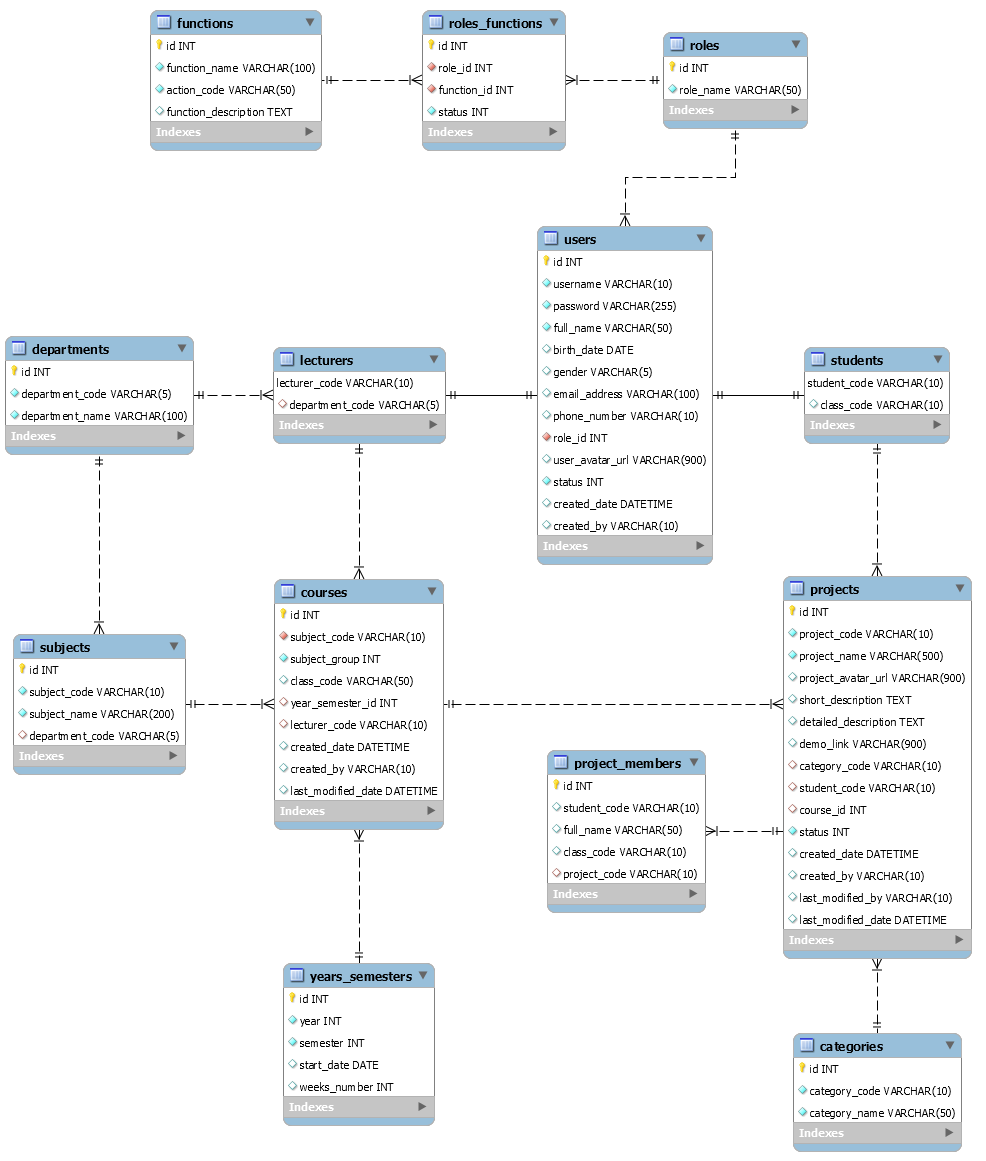 functions
id INT
function_name VARCHAR(100)
action_code VARCHAR(50)
function_description TEXT
Indexes
roles_functions
id INT
role_id INT
function_id INT
status INT
Indexes
roles
id INT
role_name VARCHAR(50)
Indexes
users
id INT
username VARCHAR(10)
password VARCHAR(255)
full_name VARCHAR(50)
birth_date DATE
gender VARCHAR(5)
email_address VARCHAR(100)
phone_number VARCHAR(10)
role_id INT
user_avatar_url VARCHAR(900)
status INT
created_date DATETIME
created_by VARCHAR(10)
Indexes
departments
id INT
department_code VARCHAR(5)
department_name VARCHAR(100)
Indexes
lecturers
lecturer_code VARCHAR(10)
department_code VARCHAR(5)
Indexes
students
student_code VARCHAR(10)
class_code VARCHAR(10)
Indexes
subjects
id INT
subject_code VARCHAR(10)
subject_name VARCHAR(200)
department_code VARCHAR(5)
Indexes
courses
id INT
subject_code VARCHAR(10)
subject_group INT
class_code VARCHAR(50)
year_semester_id INT
lecturer_code VARCHAR(10)
created_date DATETIME
created_by VARCHAR(10)
last_modified_date DATETIME
Indexes
projects
id INT
project_code VARCHAR(10)
project_name VARCHAR(500)
project_avatar_url VARCHAR(900)
short_description TEXT
detailed_description TEXT
demo_link VARCHAR(900)
category_code VARCHAR(10)
student_code VARCHAR(10)
course_id INT
status INT
created_date DATETIME
created_by VARCHAR(10)
last_modified_by VARCHAR(10)
last_modified_date DATETIME
Indexes
project_members
id INT
student_code VARCHAR(10)
full_name VARCHAR(50)
class_code VARCHAR(10)
project_code VARCHAR(10)
Indexes
years_semesters
id INT
year INT
semester INT
start_date DATE
weeks_number INT
Indexes
categories
id INT
category_code VARCHAR(10)
category_name VARCHAR(50)
Indexes